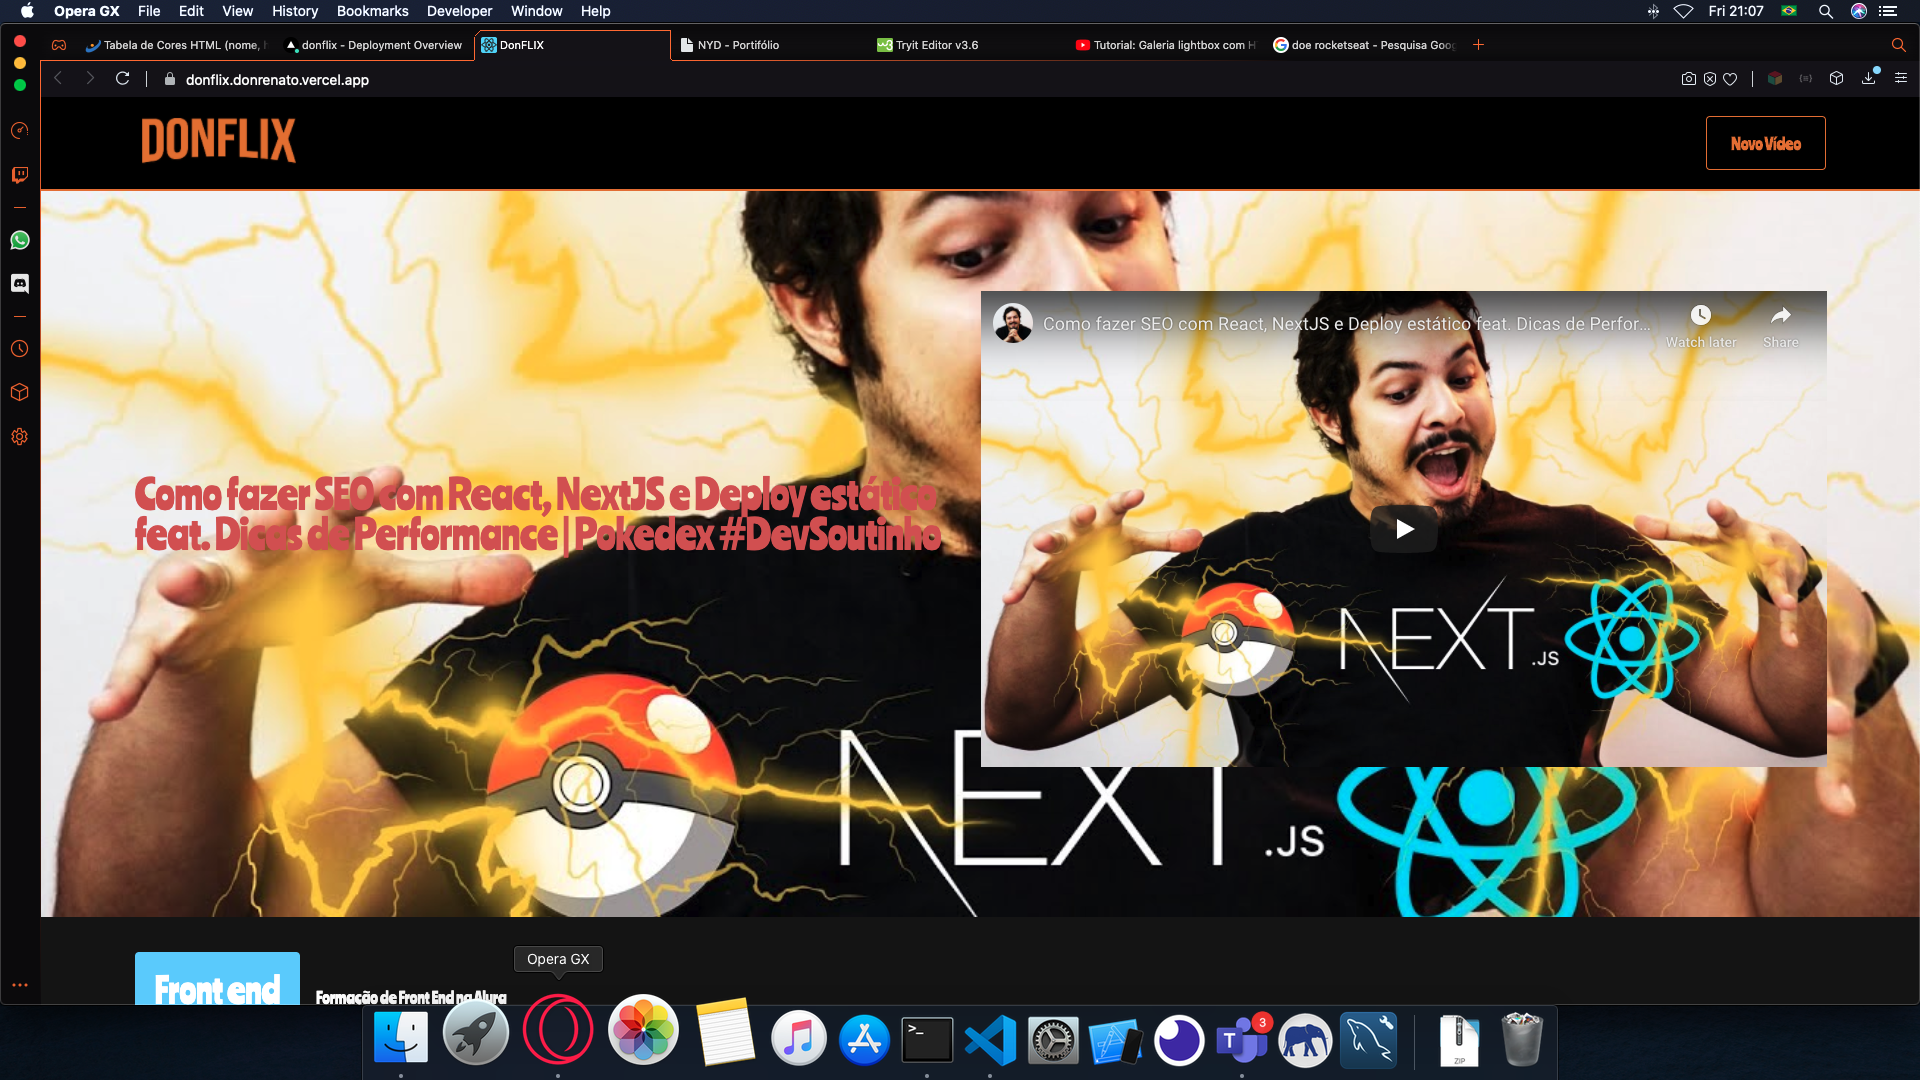 Opera GX File Edit View History Bookmarks Developer Window Help Fri 21:07
Tabela de Cores HTML (nome, h donflix - Deployment Overview DonFLIX NYD - Portifólio Tryit Editor v3.6 Tutorial: Galeria lightbox com H doe rocketseat - Pesquisa Goog
donflix.donrenato.vercel.app
DONFLIX
Novo Vídeo
Como fazer SEO com React, NextJS e Deploy estático feat. Dicas de Perfor...
Watch later Share
Como fazer SEO com React, NextJS e Deploy estático
feat. Dicas de Performance | Pokedex #DevSoutinho
NEXT.JS
NEXT.JS
Opera GX
Front end
Formação de Front End na Alura
>_
T
3
ZIP